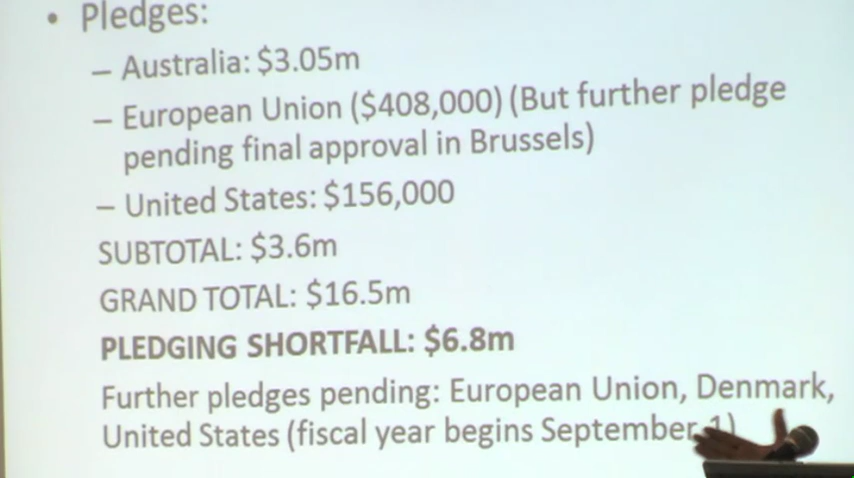 • Pledges:
– Australia: $3.05m
– European Union ($408,000) (But further pledge
pending final approval in Brussels)
– United States: $156,000
SUBTOTAL: $3.6m
GRAND TOTAL: $16.5m
PLEDGING SHORTFALL: $6.8m
Further pledges pending: European Union, Denmark,
United States (fiscal year begins September 1)